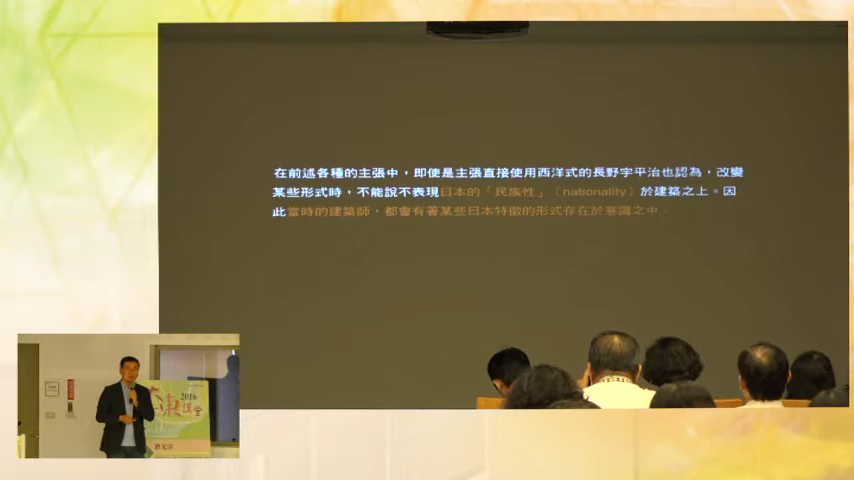 在前述各種的主張中，即使是主張直接使用西洋式的長野宇平治也認為，改變
某些形式時，不能說不表現日本的「民族性」（nationality）於建築之上。因
此當時的建築師，都會有著某些日本特徵的形式存在於意識之中。
2016
東
講堂